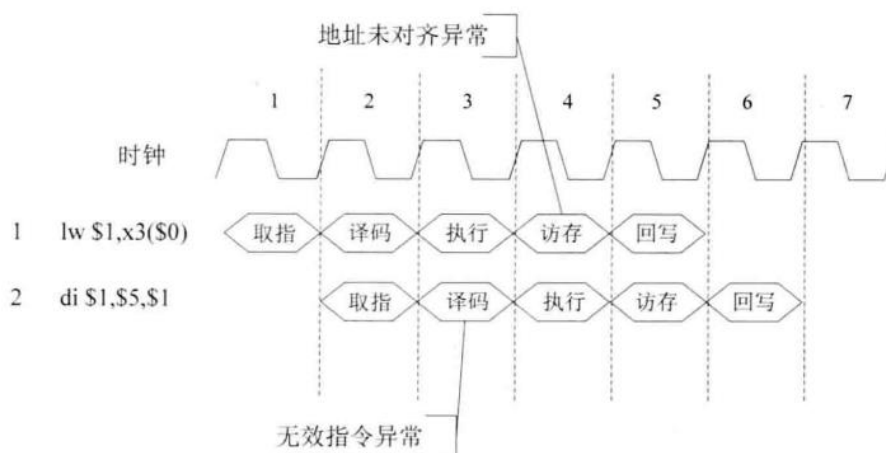 地址未对齐异常
1 2 3 4 5 6 7
时钟
1 lw $1,x3($0) 取指 译码 执行 访存 回写
2 di $1,$5,$1 取指 译码 执行 访存 回写
无效指令异常